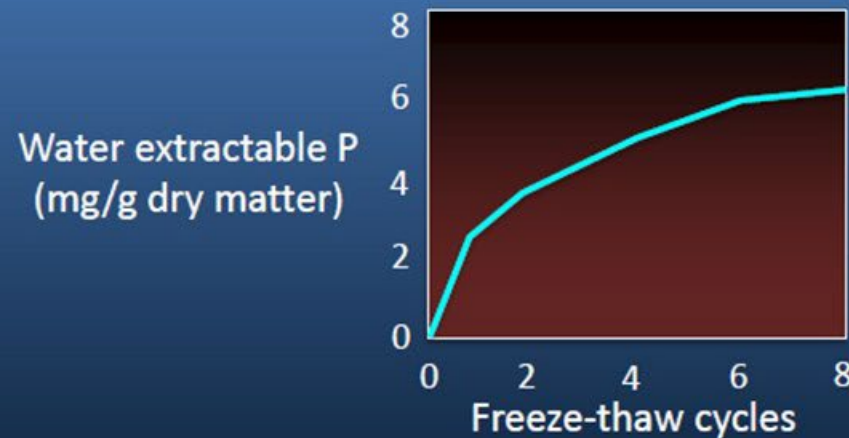 8
6
Water extractable P
(mg/g dry matter)
4
2
0
0 2 4 6 8
Freeze-thaw cycles